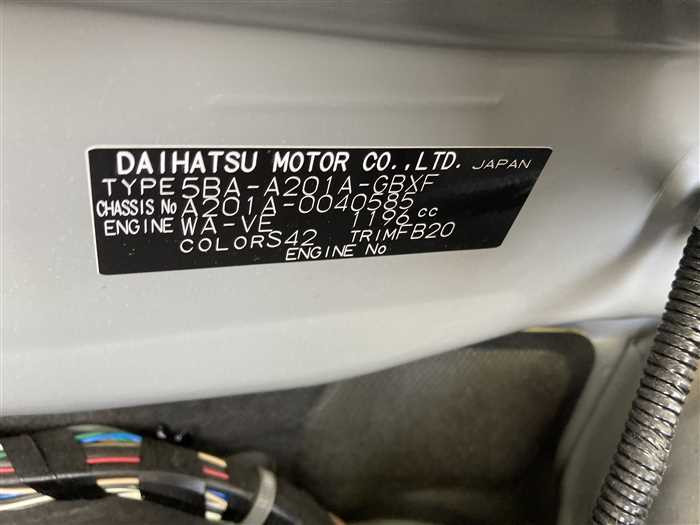 DAIHATSU MOTOR CO.,LTD. JAPAN
TYPE 5BA-A201A-GBXF
CHASSIS No A201A-0040585
ENGINE WA-VE 1196 cc
COLOR S42 TRIM FB20
ENGINE No